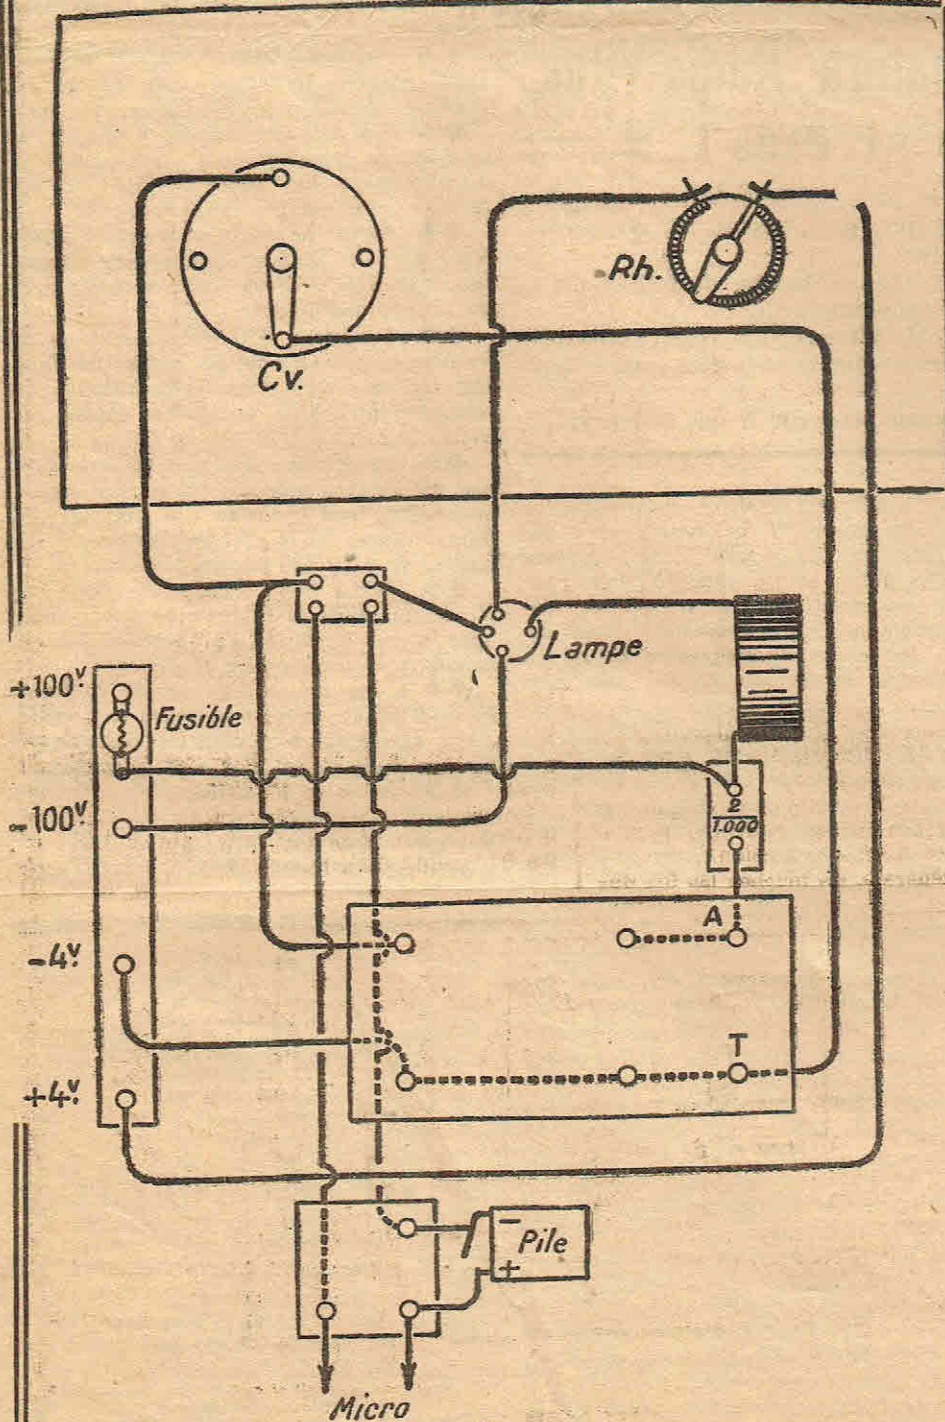 Rh.
Cv.
Lampe
+100v
Fusible
-100v
2
1.000
A
-4v
T
+4v
-
Pile
+
Micro